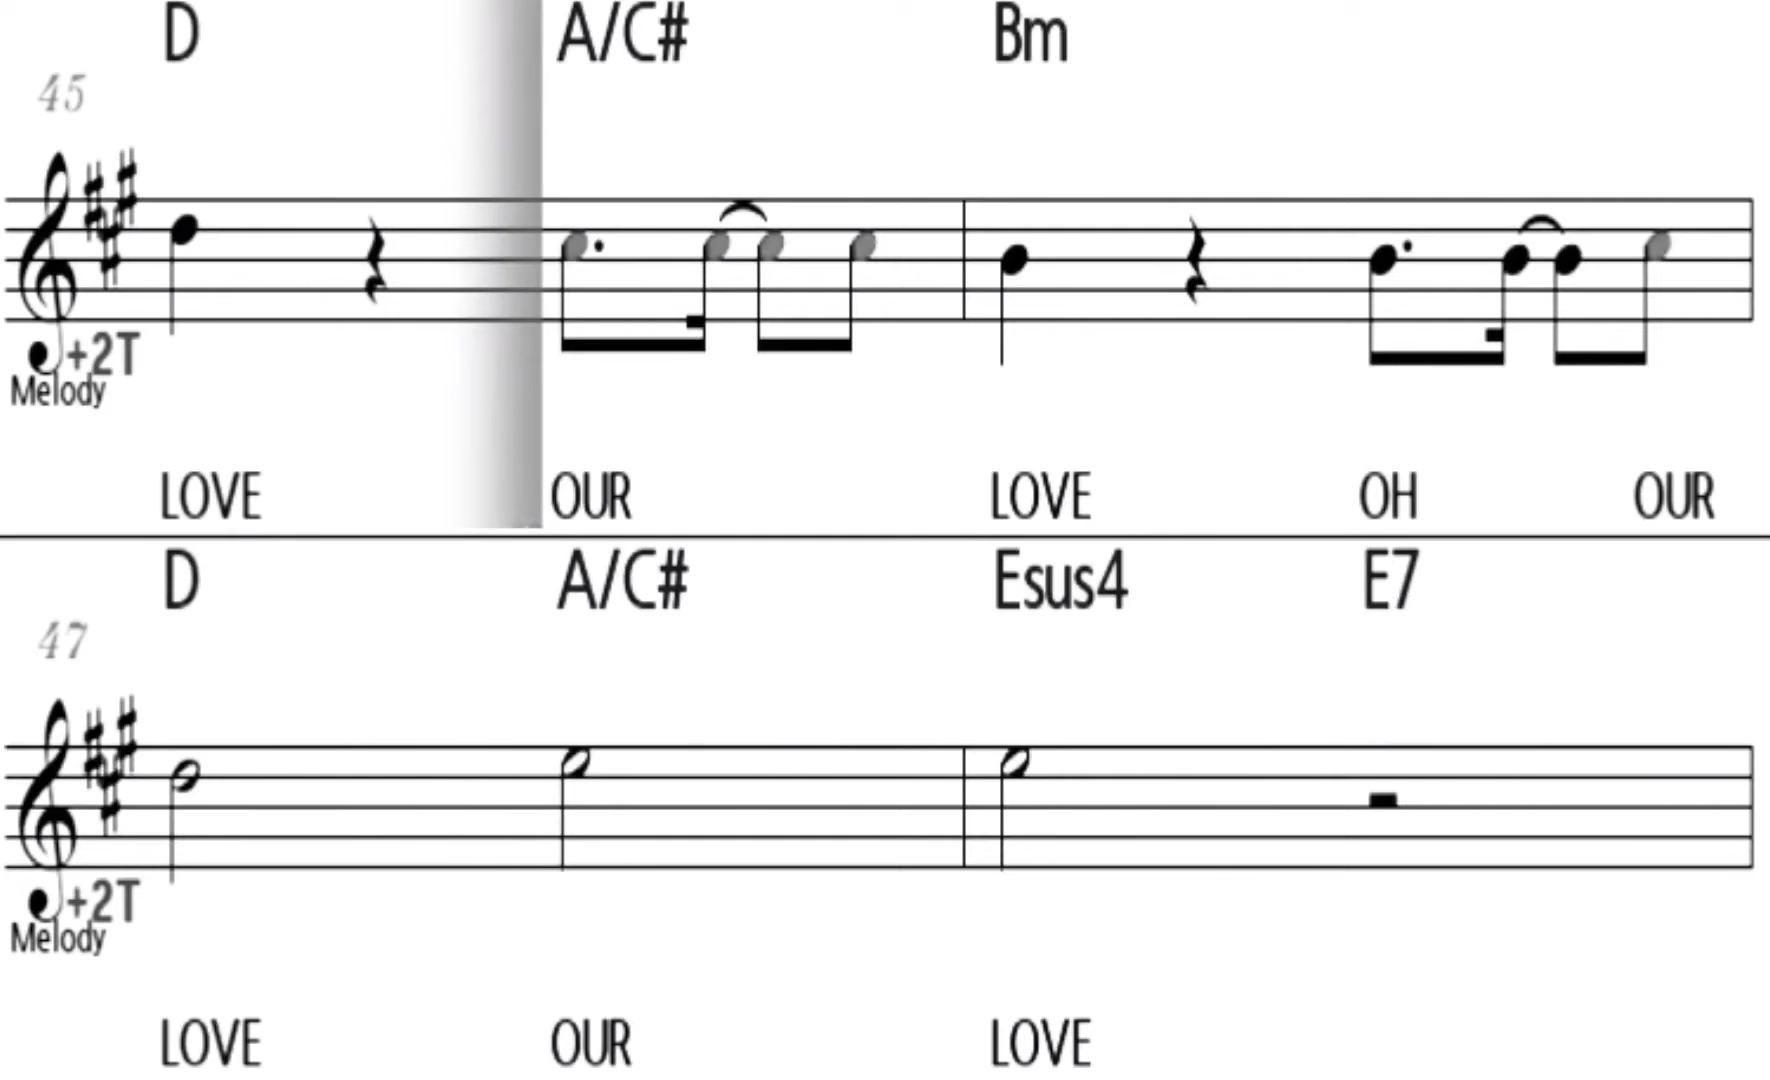 D A/C# Bm
45
+2T
Melody
LOVE OUR LOVE OH OUR
D A/C# Esus4 E7
47
+2T
Melody
LOVE OUR LOVE